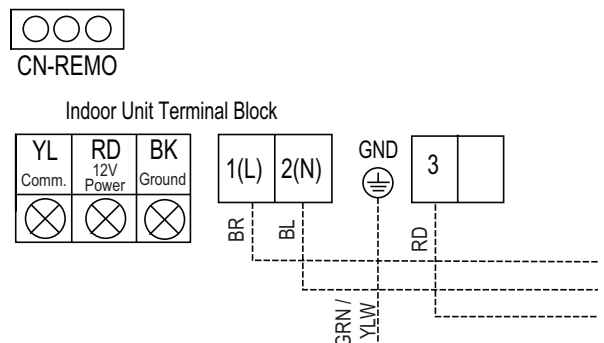 CN-REMO
Indoor Unit Terminal Block
YL RD BK
Comm. 12V Power Ground
1(L) 2(N) GND 3
BR BL RD
GRN / YLW